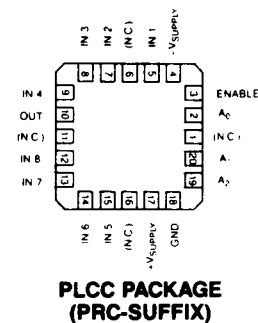 IN 3
IN 2
(NC)
IN 1
-VSUPPLY
8
7
6
5
4
IN 4
9
3
ENABLE
OUT
10
2
A0
(NC)
11
1
(NC)
IN 8
12
20
A1
IN 7
13
19
A2
14
15
16
17
18
IN 6
IN 5
(NC)
+VSUPPLY
GND
PLCC PACKAGE
(PRC-SUFFIX)